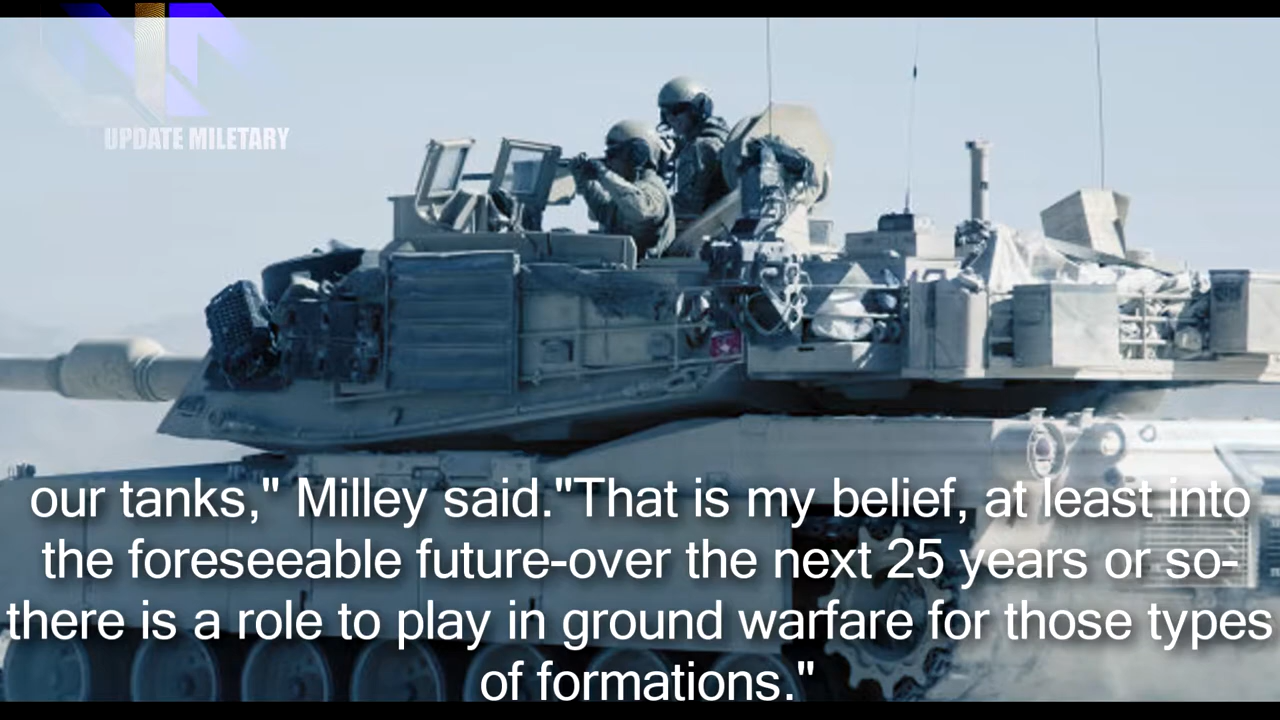 UPDATE MILETARY
our tanks," Milley said."That is my belief, at least into
the foreseeable future-over the next 25 years or so-
there is a role to play in ground warfare for those types
of formations."